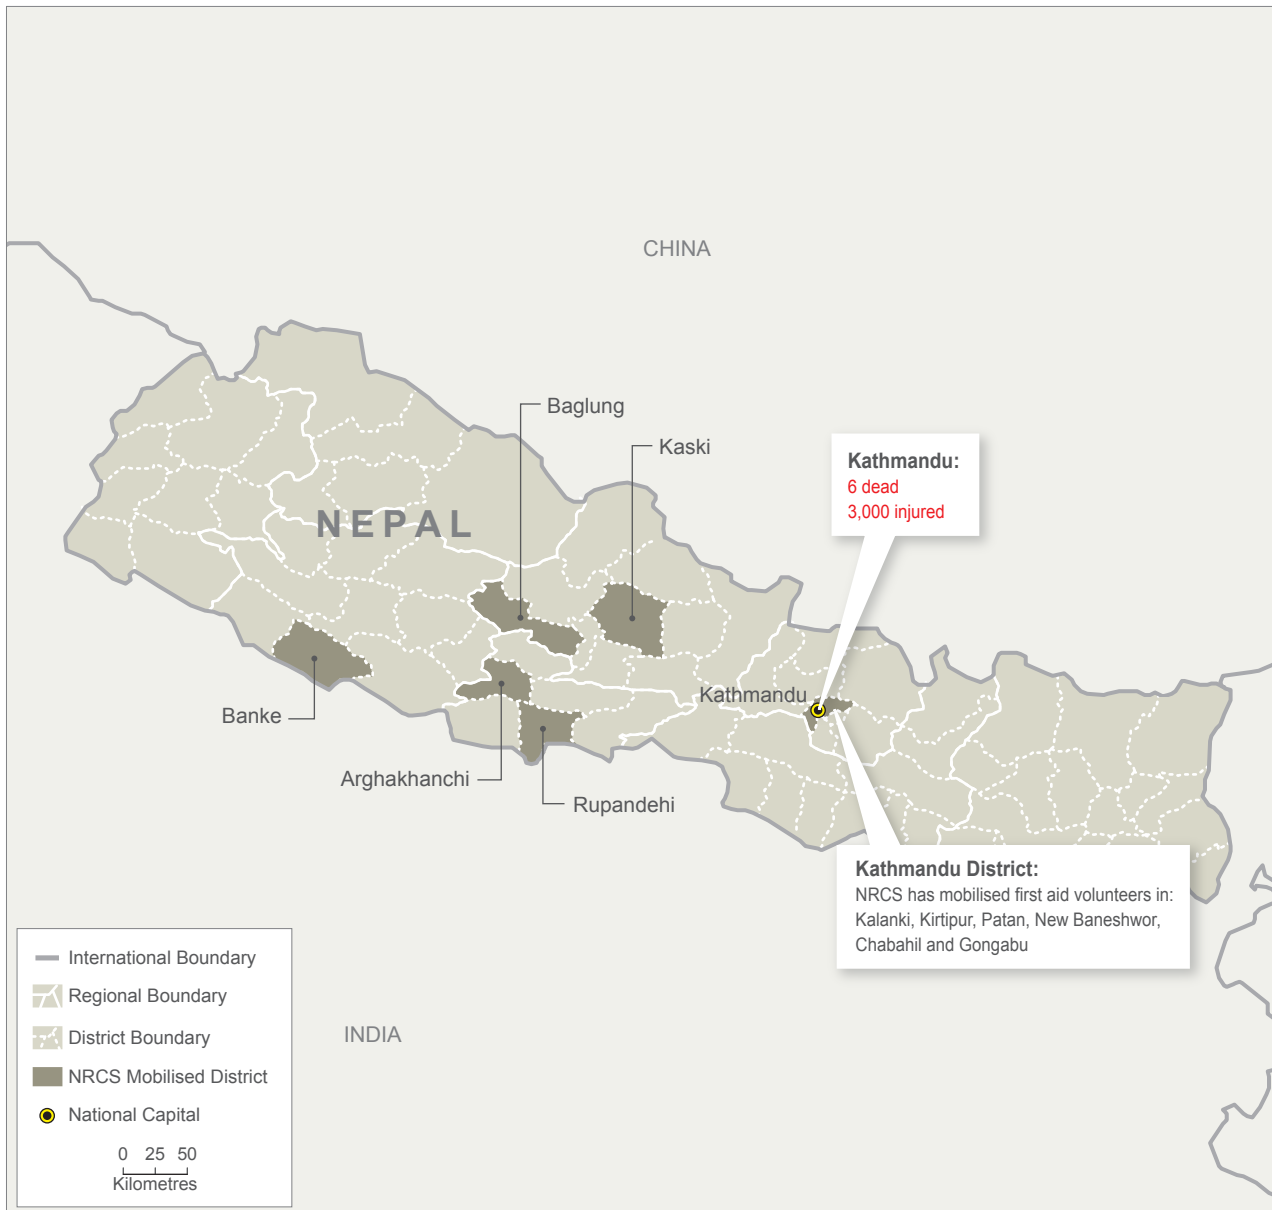 CHINA
Baglung
Kaski
Kathmandu:
6 dead
3,000 injured
NEPAL
Kathmandu
Banke
Arghakhanchi
Rupandehi
Kathmandu District:
NRCS has mobilised first aid volunteers in:
Kalanki, Kirtipur, Patan, New Baneshwor,
Chabahil and Gongabu
INDIA
International Boundary
Regional Boundary
District Boundary
NRCS Mobilised District
National Capital
0 25 50
Kilometres